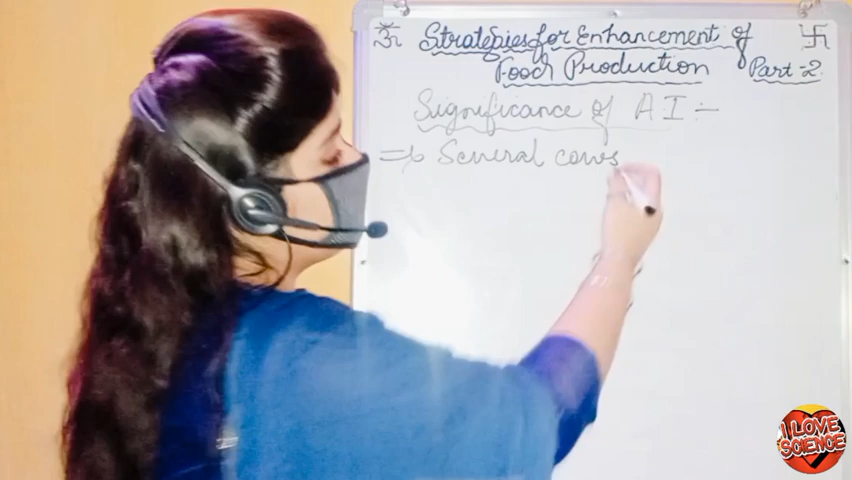 ॐ Strategies for Enhancement of 卐
Food Production Part-2
Significance of AI :-
=> Several cows
I LOVE
SCIENCE